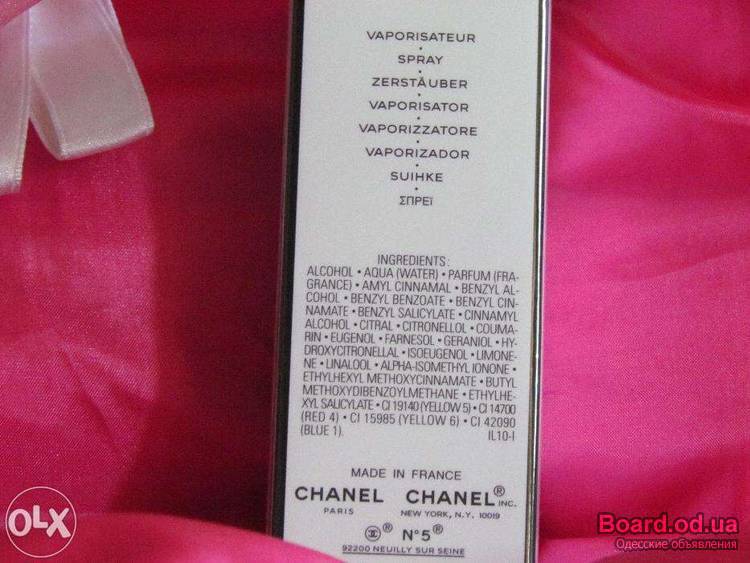 VAPORISATEUR
SPRAY
ZERSTÄUBER
VAPORISATOR
VAPORIZZATORE
VAPORIZADOR
SUIHKE
ΣΠΡΕΪ
INGREDIENTS:
ALCOHOL • AQUA (WATER) • PARFUM (FRA-
GRANCE) • AMYL CINNAMAL • BENZYL AL-
COHOL • BENZYL BENZOATE • BENZYL CIN-
NAMATE • BENZYL SALICYLATE • CINNAMYL
ALCOHOL • CITRAL • CITRONELLOL • COUMA-
RIN • EUGENOL • FARNESOL • GERANIOL • HY-
DROXYCITRONELLAL • ISOEUGENOL • LIMONE-
NE • LINALOOL • ALPHA-ISOMETHYL IONONE •
ETHYLHEXYL METHOXYCINNAMATE • BUTYL
METHOXYDIBENZOYLMETHANE • ETHYLHE-
XYL SALICYLATE • CI 19140 (YELLOW 5) • CI 14700
(RED 4) • CI 15985 (YELLOW 6) • CI 42090
(BLUE 1). IL10-I
MADE IN FRANCE
CHANEL CHANEL® INC.
PARIS NEW YORK, N.Y. 10019
® N°5®
92200 NEUILLY SUR SEINE
OLX
Board.od.ua
Одесские объявления